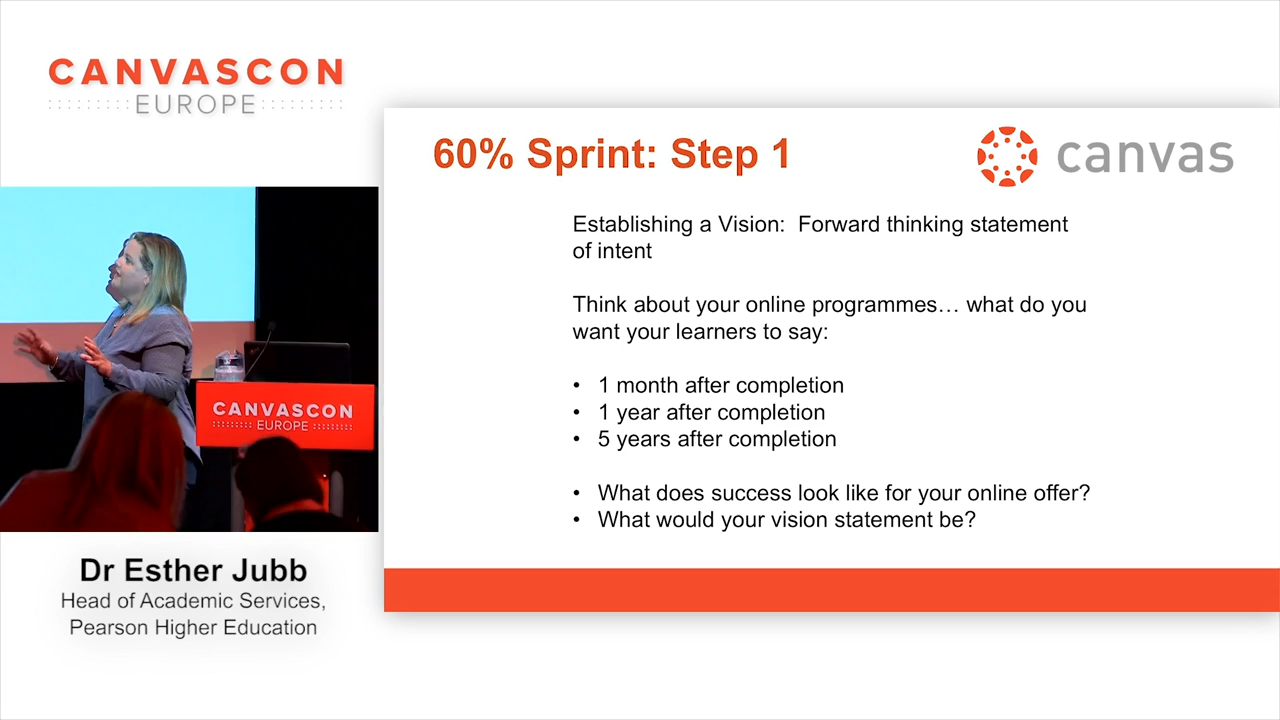 CANVASCON
EUROPE
60% Sprint: Step 1
canvas
Establishing a Vision:  Forward thinking statement
of intent
Think about your online programmes… what do you
want your learners to say:
• 1 month after completion
• 1 year after completion
• 5 years after completion
• What does success look like for your online offer?
• What would your vision statement be?
CANVASCON
EUROPE
Dr Esther Jubb
Head of Academic Services,
Pearson Higher Education